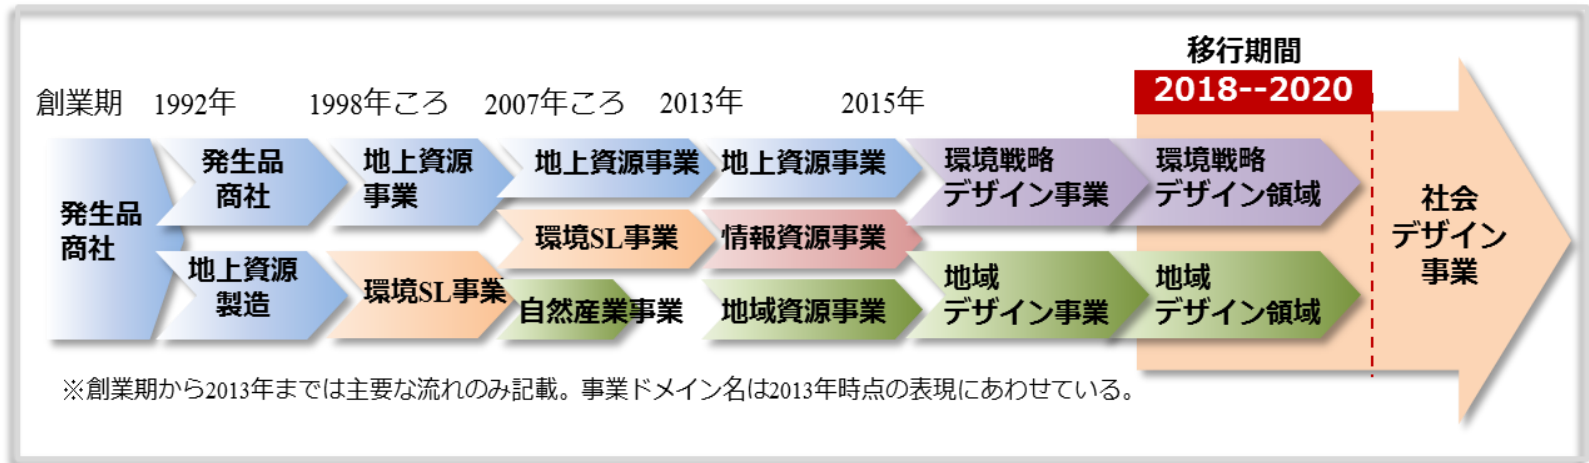 移行期間
2018--2020
創業期
1992年
1998年ころ
2007年ころ
2013年
2015年
発生品
商社
発生品
商社
地上資源
製造
地上資源
事業
環境SL事業
地上資源事業
環境SL事業
自然産業事業
地上資源事業
情報資源事業
地域資源事業
環境戦略
デザイン事業
地域
デザイン事業
環境戦略
デザイン領域
地域
デザイン領域
社会
デザイン
事業
※創業期から2013年までは主要な流れのみ記載。事業ドメイン名は2013年時点の表現にあわせている。